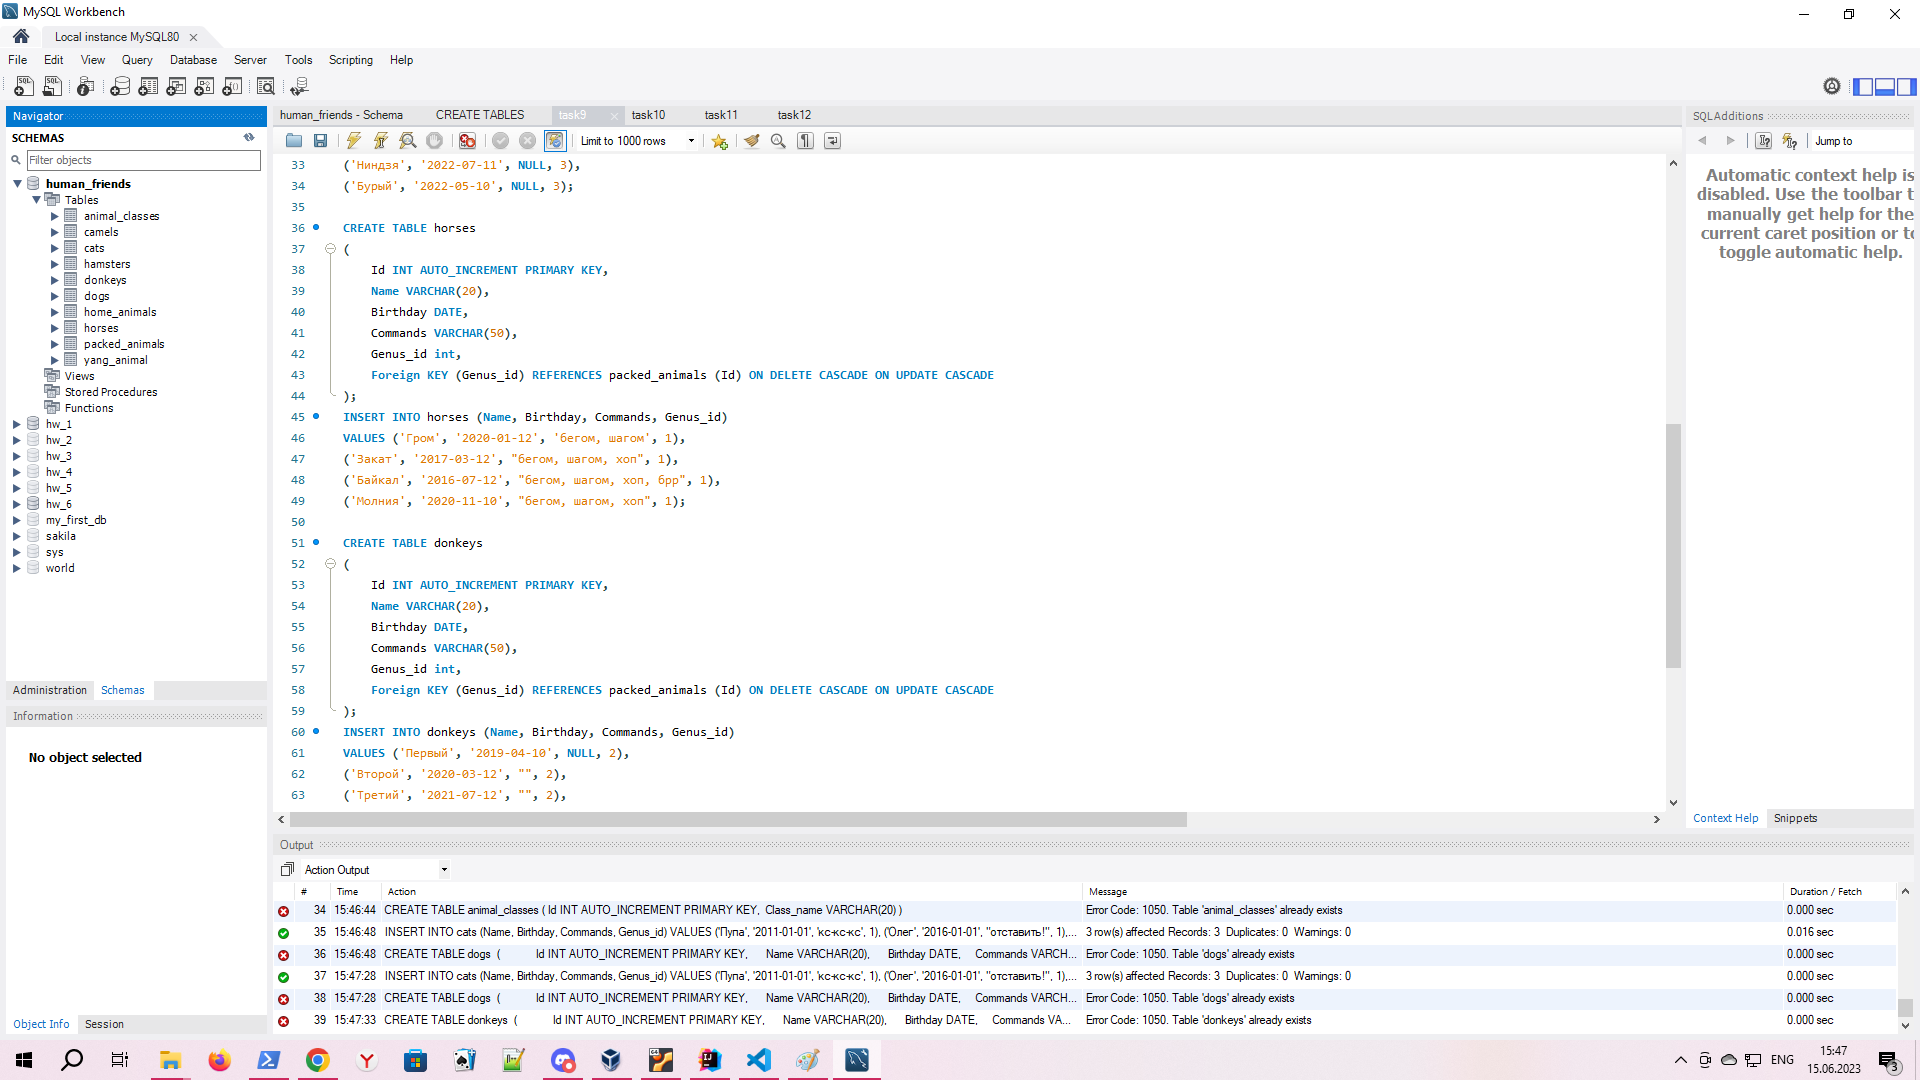 MySQL Workbench
Local instance MySQL80
File Edit View Query Database Server Tools Scripting Help
Navigator
SCHEMAS
Filter objects
human_friends
Tables
animal_classes
camels
cats
hamsters
donkeys
dogs
home_animals
horses
packed_animals
yang_animal
Views
Stored Procedures
Functions
hw_1
hw_2
hw_3
hw_4
hw_5
hw_6
my_first_db
sakila
sys
world
Administration Schemas
Information
No object selected
Object Info Session
human_friends - Schema CREATE TABLES task9 task10 task11 task12
Limit to 1000 rows
33 ('Ниндзя', '2022-07-11', NULL, 3),
34 ('Бурый', '2022-05-10', NULL, 3);
35
36 CREATE TABLE horses
37 (
38 Id INT AUTO_INCREMENT PRIMARY KEY,
39 Name VARCHAR(20),
40 Birthday DATE,
41 Commands VARCHAR(50),
42 Genus_id int,
43 Foreign KEY (Genus_id) REFERENCES packed_animals (Id) ON DELETE CASCADE ON UPDATE CASCADE
44 );
45 INSERT INTO horses (Name, Birthday, Commands, Genus_id)
46 VALUES ('Гром', '2020-01-12', 'бегом, шагом', 1),
47 ('Закат', '2017-03-12', "бегом, шагом, хоп", 1),
48 ('Байкал', '2016-07-12', "бегом, шагом, хоп, брр", 1),
49 ('Молния', '2020-11-10', "бегом, шагом, хоп", 1);
50
51 CREATE TABLE donkeys
52 (
53 Id INT AUTO_INCREMENT PRIMARY KEY,
54 Name VARCHAR(20),
55 Birthday DATE,
56 Commands VARCHAR(50),
57 Genus_id int,
58 Foreign KEY (Genus_id) REFERENCES packed_animals (Id) ON DELETE CASCADE ON UPDATE CASCADE
59 );
60 INSERT INTO donkeys (Name, Birthday, Commands, Genus_id)
61 VALUES ('Первый', '2019-04-10', NULL, 2),
62 ('Второй', '2020-03-12', "", 2),
63 ('Третий', '2021-07-12', "", 2),
SQLAdditions
Jump to
Automatic context help is
disabled. Use the toolbar t
manually get help for the
current caret position or to
toggle automatic help.
Context Help Snippets
Output
Action Output
# Time Action Message Duration / Fetch
34 15:46:44 CREATE TABLE animal_classes ( Id INT AUTO_INCREMENT PRIMARY KEY, Class_name VARCHAR(20) ) Error Code: 1050. Table 'animal_classes' already exists 0.000 sec
35 15:46:48 INSERT INTO cats (Name, Birthday, Commands, Genus_id) VALUES ('Пупа', '2011-01-01', 'кс-кс-кс', 1), ('Олег', '2016-01-01', "отставить!", 1),... 3 row(s) affected Records: 3 Duplicates: 0 Warnings: 0 0.016 sec
36 15:46:48 CREATE TABLE dogs ( Id INT AUTO_INCREMENT PRIMARY KEY, Name VARCHAR(20), Birthday DATE, Commands VARCH... Error Code: 1050. Table 'dogs' already exists 0.000 sec
37 15:47:28 INSERT INTO cats (Name, Birthday, Commands, Genus_id) VALUES ('Пупа', '2011-01-01', 'кс-кс-кс', 1), ('Олег', '2016-01-01', "отставить!", 1),... 3 row(s) affected Records: 3 Duplicates: 0 Warnings: 0 0.000 sec
38 15:47:28 CREATE TABLE dogs ( Id INT AUTO_INCREMENT PRIMARY KEY, Name VARCHAR(20), Birthday DATE, Commands VARCH... Error Code: 1050. Table 'dogs' already exists 0.000 sec
39 15:47:33 CREATE TABLE donkeys ( Id INT AUTO_INCREMENT PRIMARY KEY, Name VARCHAR(20), Birthday DATE, Commands VA... Error Code: 1050. Table 'donkeys' already exists 0.000 sec
ENG
15:47
15.06.2023
3